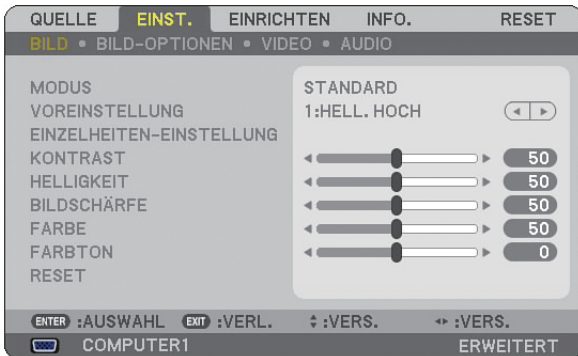 QUELLE EINST. EINRICHTEN INFO. RESET
BILD • BILD-OPTIONEN • VIDEO • AUDIO
MODUS STANDARD
VOREINSTELLUNG 1:HELL. HOCH
EINZELHEITEN-EINSTELLUNG
KONTRAST 50
HELLIGKEIT 50
BILDSCHÄRFE 50
FARBE 50
FARBTON 0
RESET
ENTER :AUSWAHL EXIT :VERL. :VERS. :VERS.
COMPUTER1 ERWEITERT